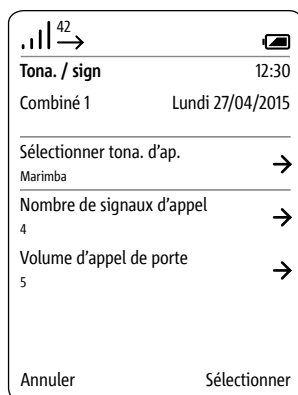 42
Tona. / sign 12:30
Combiné 1 Lundi 27/04/2015
Sélectionner tona. d'ap.
Marimba
Nombre de signaux d'appel
4
Volume d'appel de porte
5
Annuler Sélectionner